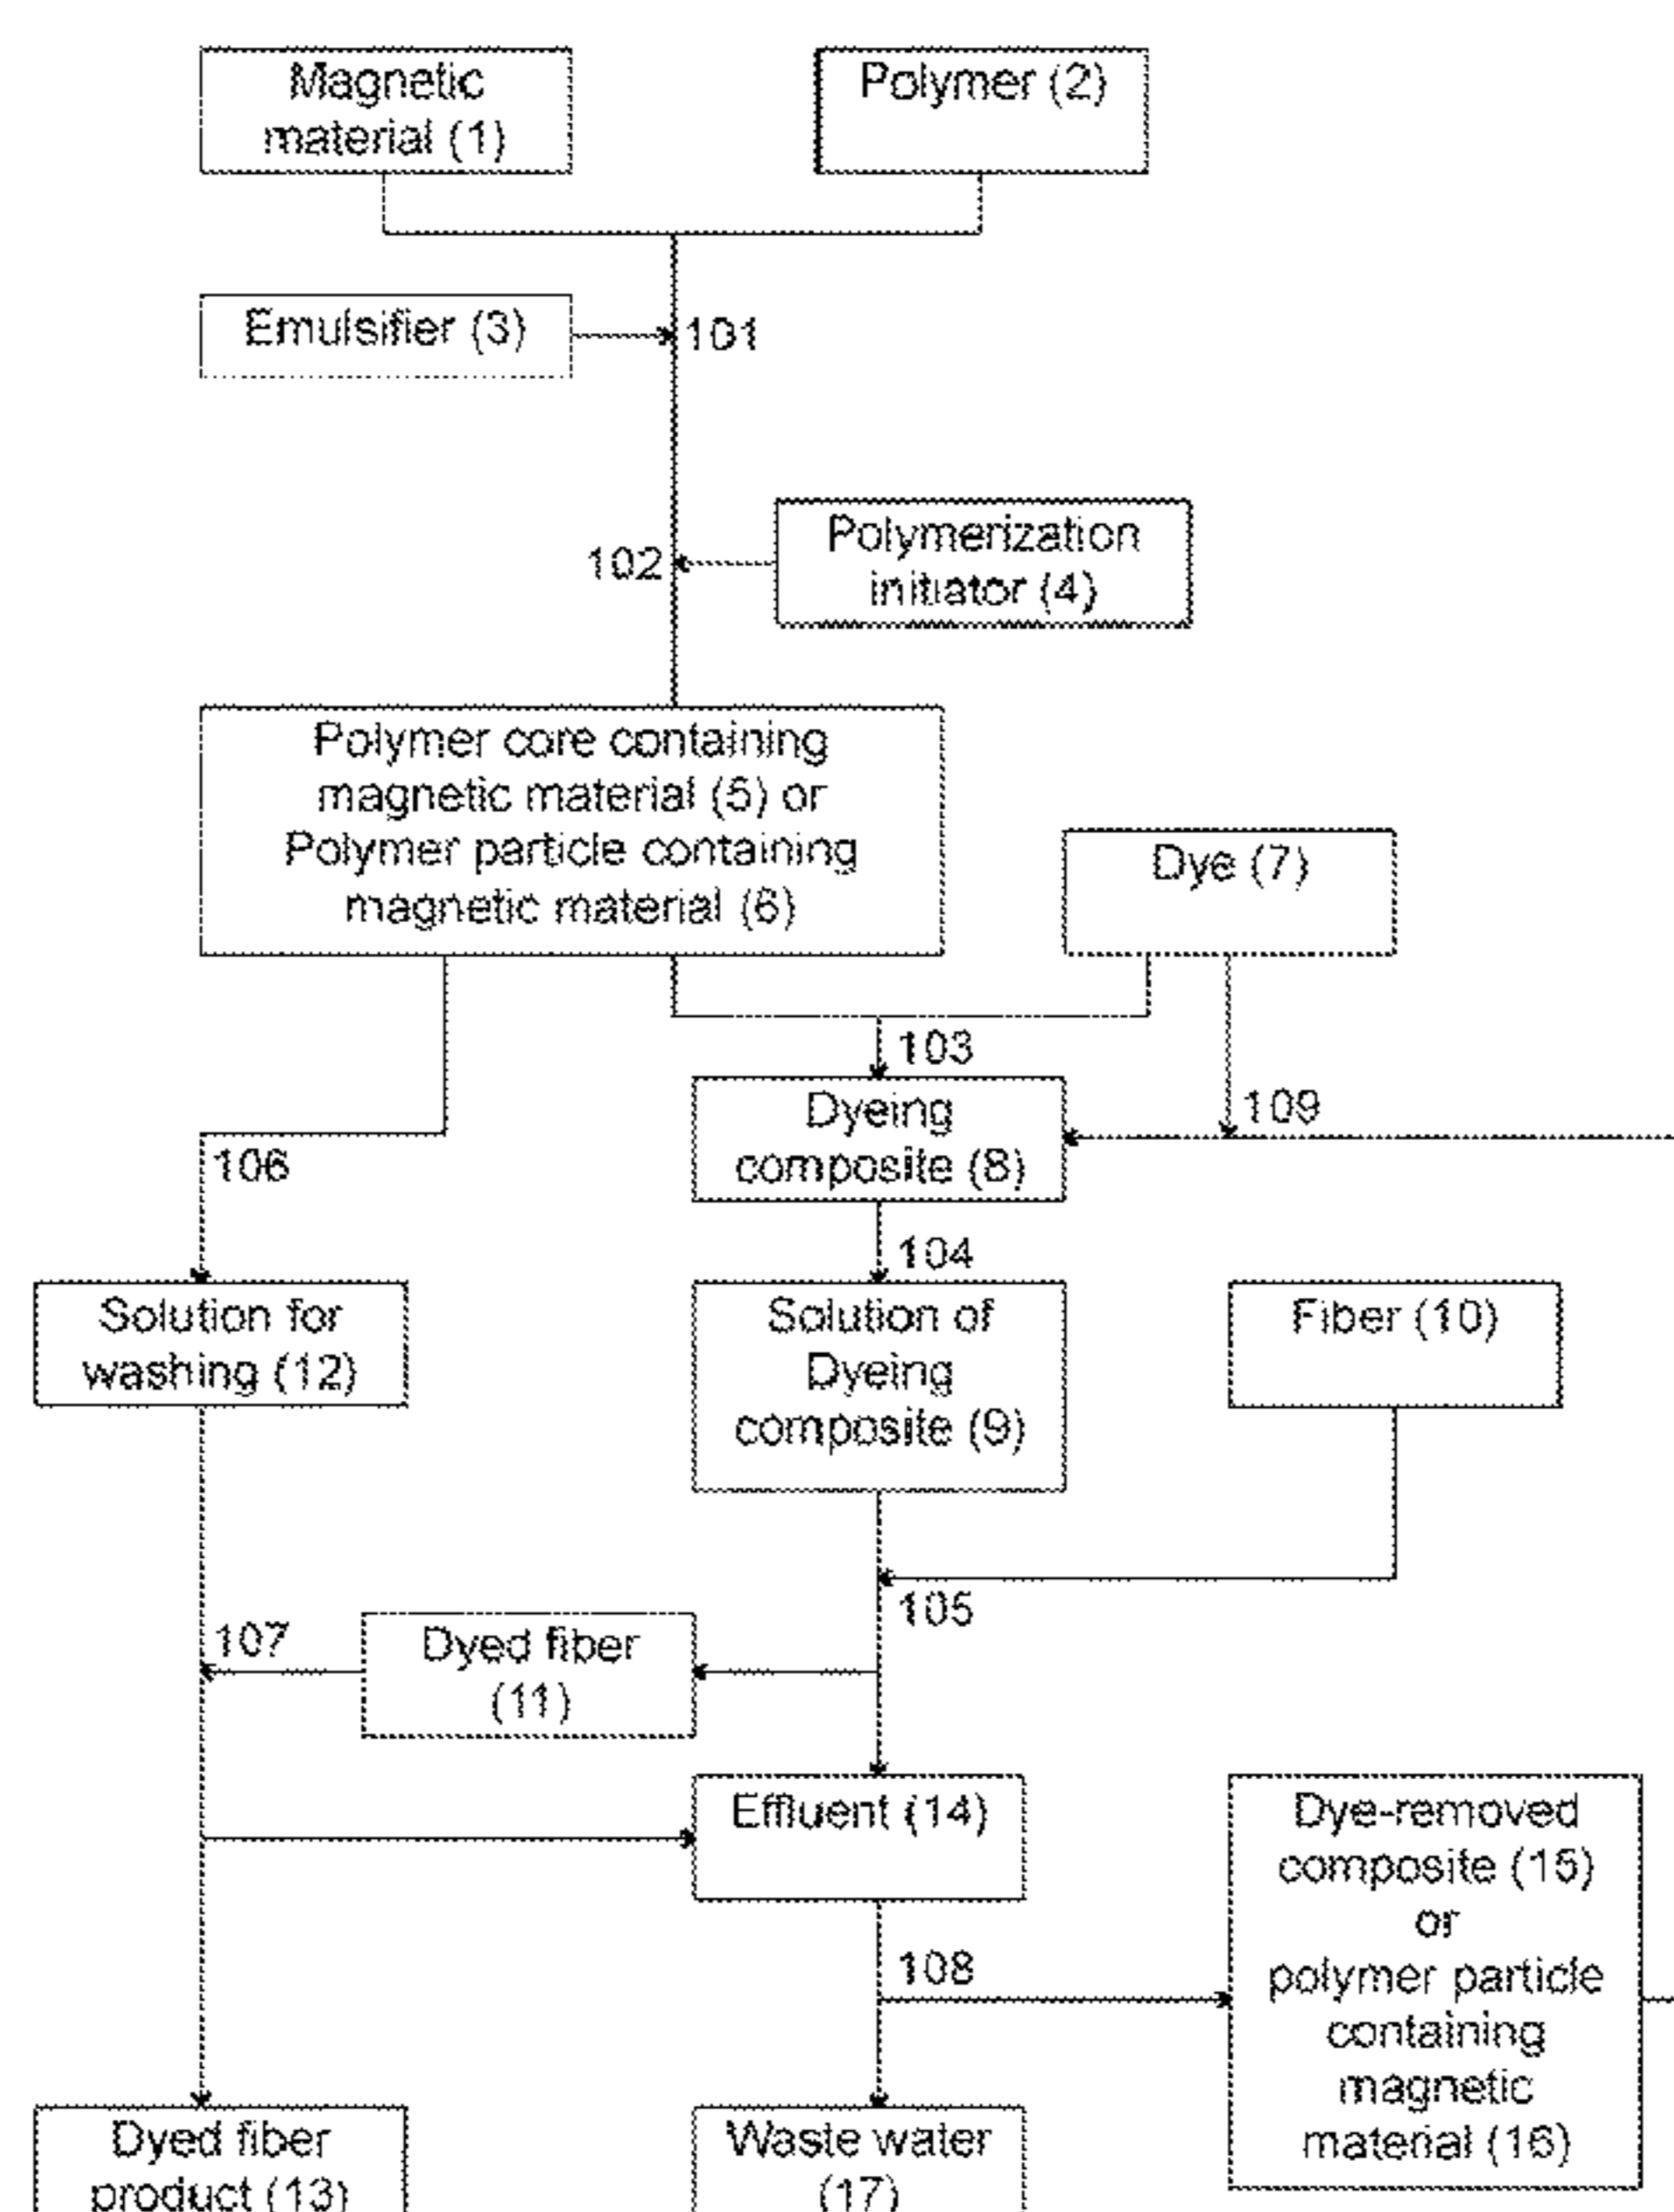 Magnetic
material (1)
Polymer (2)
Emulsifier (3)
101
102
Polymerization
initiator (4)
Polymer core containing
magnetic material (5) or
Polymer particle containing
magnetic material (6)
Dye (7)
103
109
Dyeing
composite (8)
106
104
Solution for
washing (12)
Solution of
Dyeing
composite (9)
Fiber (10)
105
107
Dyed fiber
(11)
Effluent (14)
Dye-removed
composite (15)
or
polymer particle
containing
magnetic
material (16)
108
Dyed fiber
product (13)
Waste water
(17)